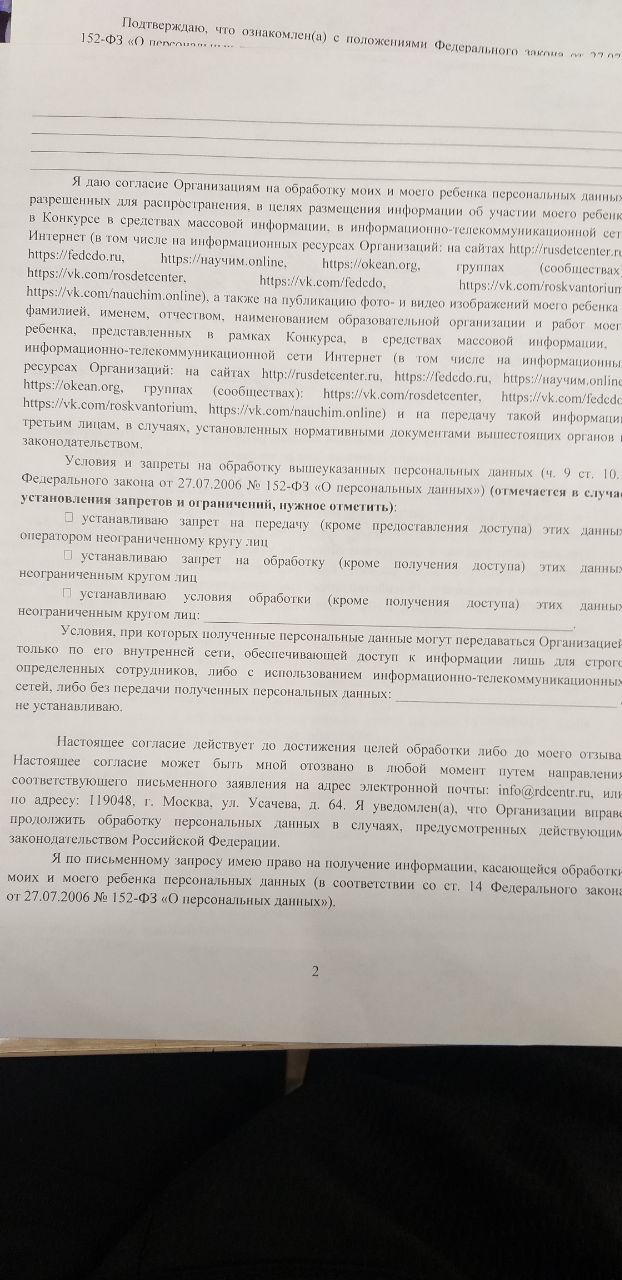 Подтверждаю, что ознакомлен(а) с положениями Федерального закона от 27.07
152-ФЗ «О
Я даю согласие Организациям на обработку моих и моего ребенка персональных данных
разрешенных для распространения, в целях размещения информации об участии моего ребенк
в Конкурсе в средствах массовой информации, в информационно-телекоммуникационной сет
Интернет (в том числе на информационных ресурсах Организаций: на сайтах http://rusdetcenter.ru
https://fedcdo.ru, https://научим.online, https://okean.org, группах (сообществах)
https://vk.com/rosdetcenter, https://vk.com/fedcdo, https://vk.com/roskvantorium
https://vk.com/nauchim.online), а также на публикацию фото- и видео изображений моего ребенка
фамилией, именем, отчеством, наименованием образовательной организации и работ моег
ребенка, представленных в рамках Конкурса, в средствах массовой информации,
информационно-телекоммуникационной сети Интернет (в том числе на информационны
ресурсах Организаций: на сайтах http://rusdetcenter.ru, https://fedcdo.ru, https://научим.online
https://okean.org, группах (сообществах): https://vk.com/rosdetcenter, https://vk.com/fedcdo
https://vk.com/roskvantorium, https://vk.com/nauchim.online) и на передачу такой информации
третьим лицам, в случаях, установленных нормативными документами вышестоящих органов и
законодательством.
Условия и запреты на обработку вышеуказанных персональных данных (ч. 9 ст. 10.
Федерального закона от 27.07.2006 № 152-ФЗ «О персональных данных») (отмечается в случае
установления запретов и ограничений, нужное отметить):
□ устанавливаю запрет на передачу (кроме предоставления доступа) этих данных
оператором неограниченному кругу лиц
□ устанавливаю запрет на обработку (кроме получения доступа) этих данных
неограниченным кругом лиц
□ устанавливаю условия обработки (кроме получения доступа) этих данных
неограниченным кругом лиц: ______.
Условия, при которых полученные персональные данные могут передаваться Организацией
только по его внутренней сети, обеспечивающей доступ к информации лишь для строго
определенных сотрудников, либо с использованием информационно-телекоммуникационных
сетей, либо без передачи полученных персональных данных: ______,
не устанавливаю.
Настоящее согласие действует до достижения целей обработки либо до моего отзыва.
Настоящее согласие может быть мной отозвано в любой момент путем направления
соответствующего письменного заявления на адрес электронной почты: info@rdcentr.ru, или
по адресу: 119048, г. Москва, ул. Усачева, д. 64. Я уведомлен(а), что Организации вправе
продолжить обработку персональных данных в случаях, предусмотренных действующим
законодательством Российской Федерации.
Я по письменному запросу имею право на получение информации, касающейся обработки
моих и моего ребенка персональных данных (в соответствии со ст. 14 Федерального закона
от 27.07.2006 № 152-ФЗ «О персональных данных»).
2